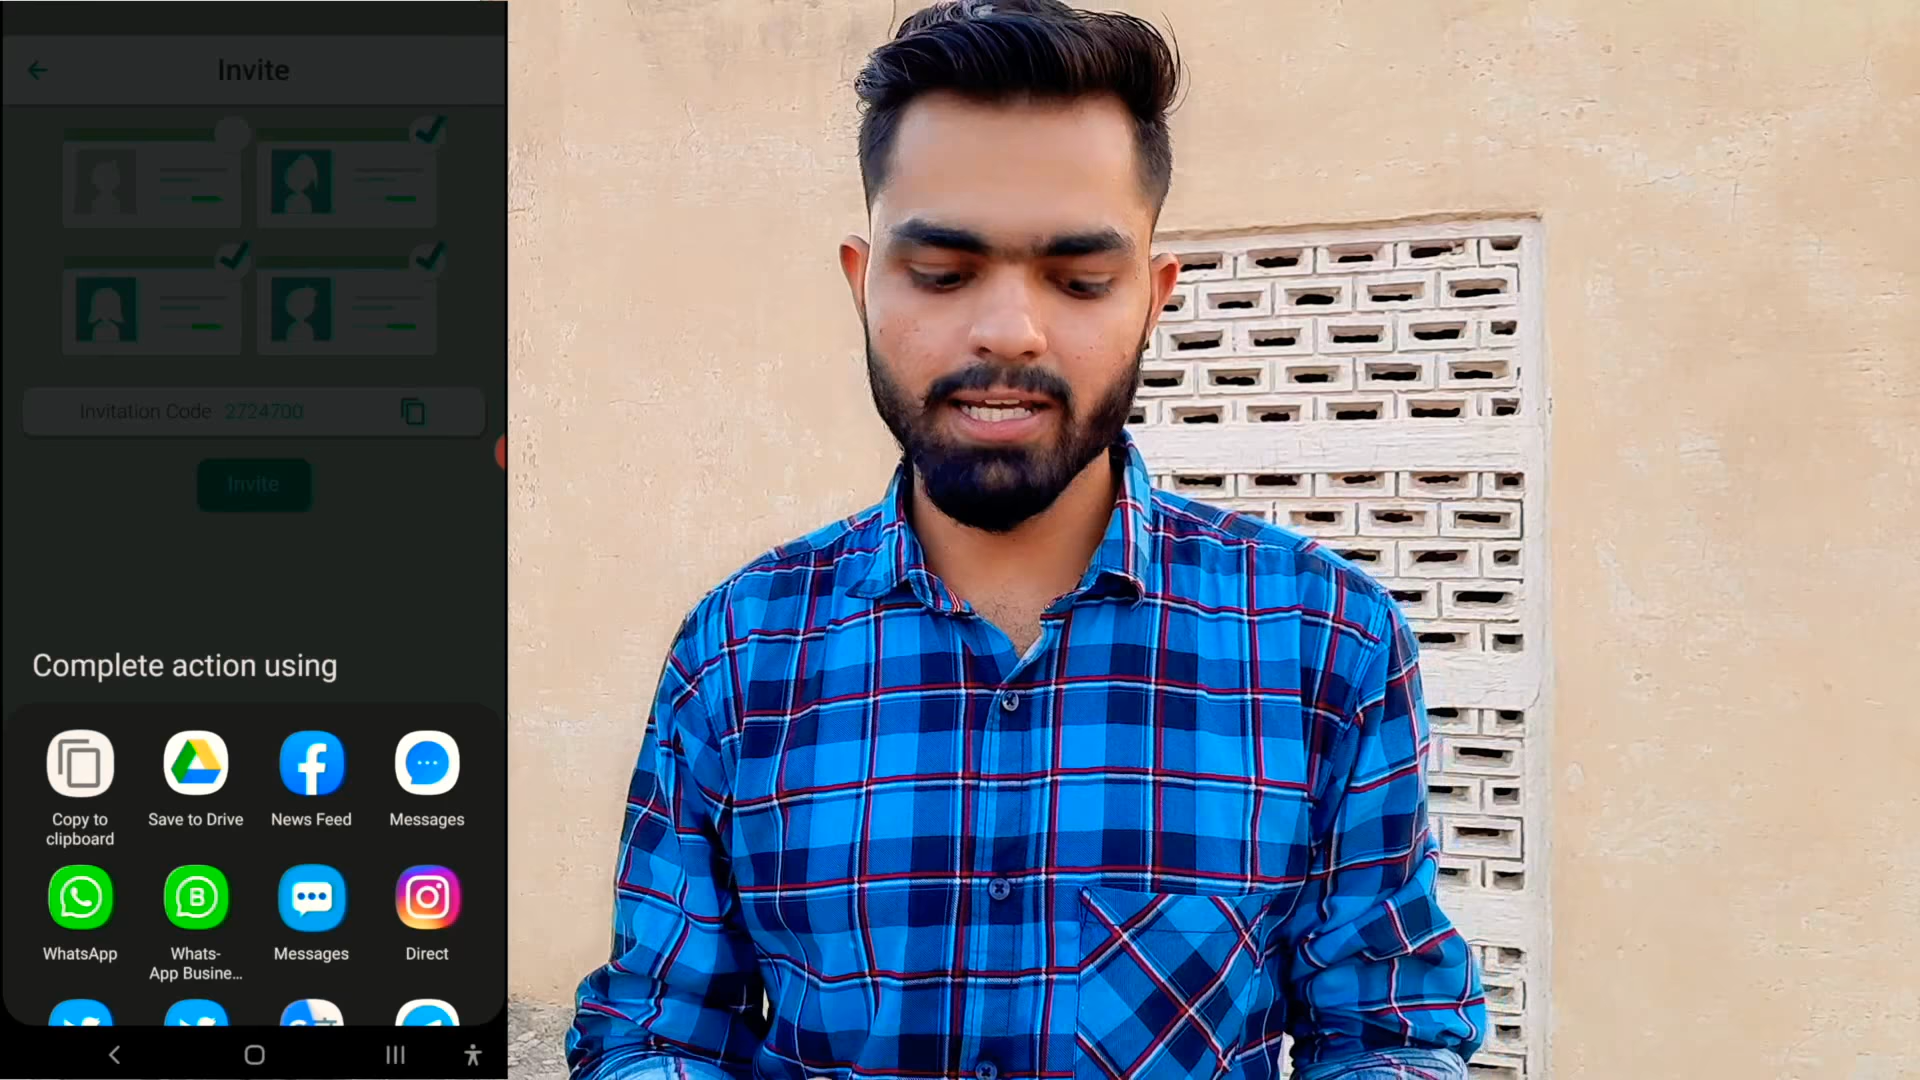 Invite
Invitation Code 2724700
Invite
Complete action using
Copy to clipboard
Save to Drive
News Feed
Messages
WhatsApp
Whats-
App Busine...
Messages
Direct